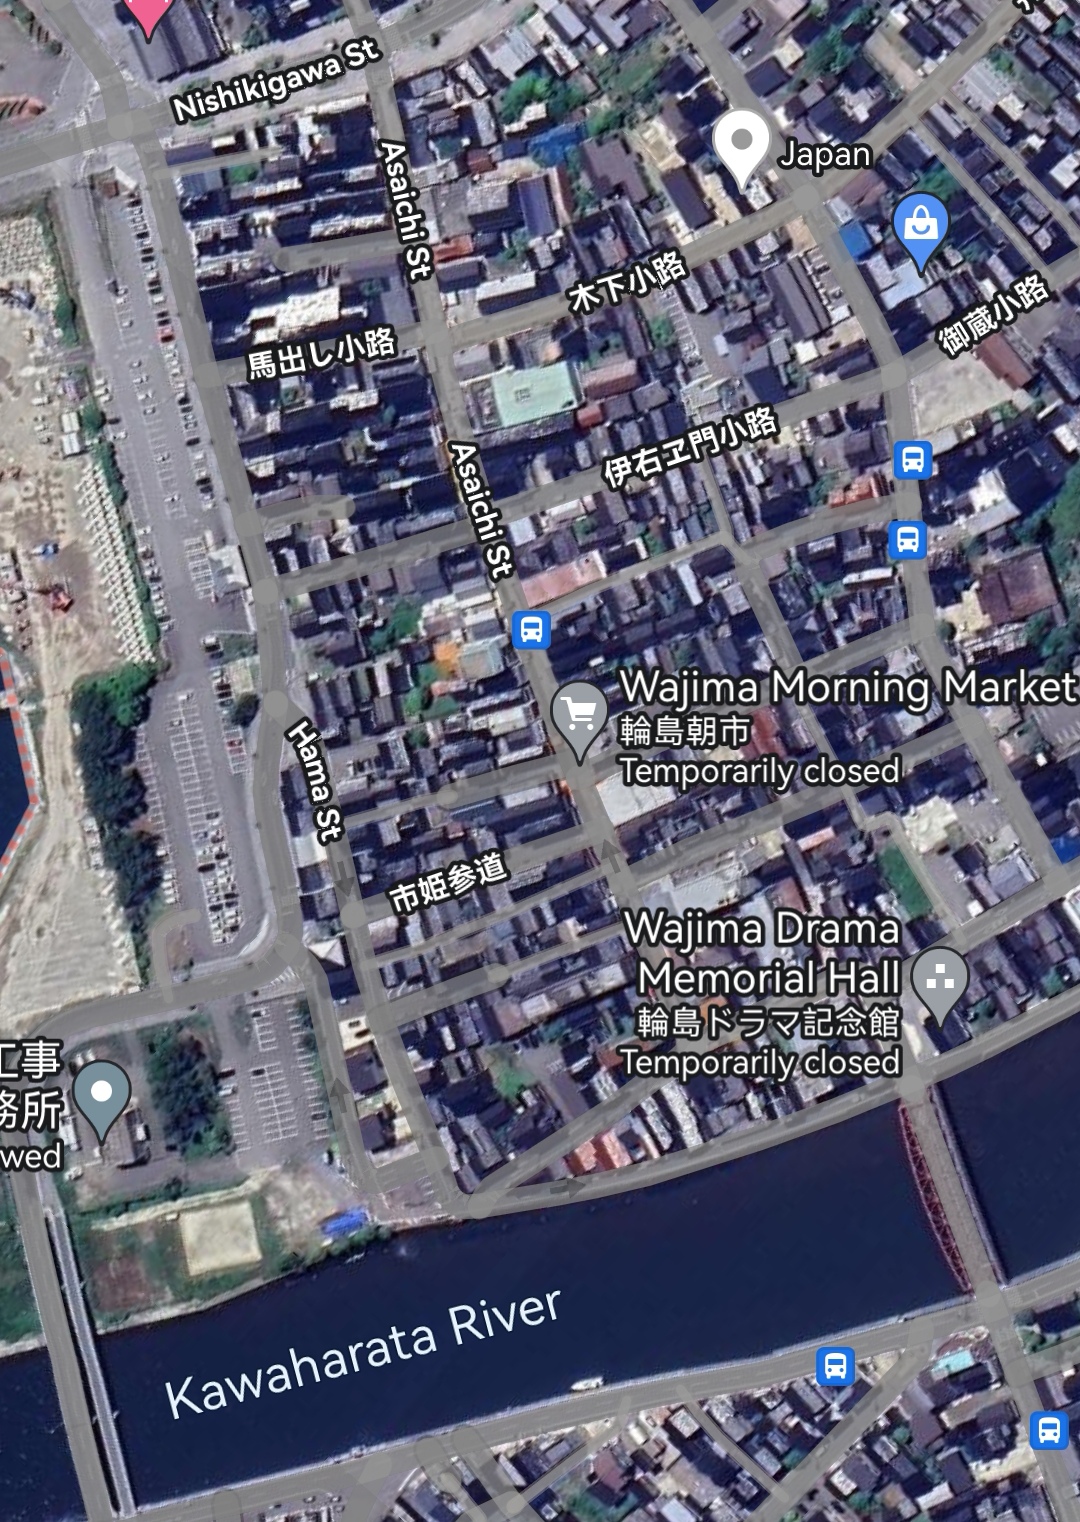 Nishikigawa St
Asaichi St
Japan
木下小路
御蔵小路
馬出し小路
伊右ヱ門小路
Asaichi St
Wajima Morning Market
輪島朝市
Temporarily closed
Hama St
市姫参道
Wajima Drama
Memorial Hall
輪島ドラマ記念館
Temporarily closed
工事
務所
wed
Kawaharata River